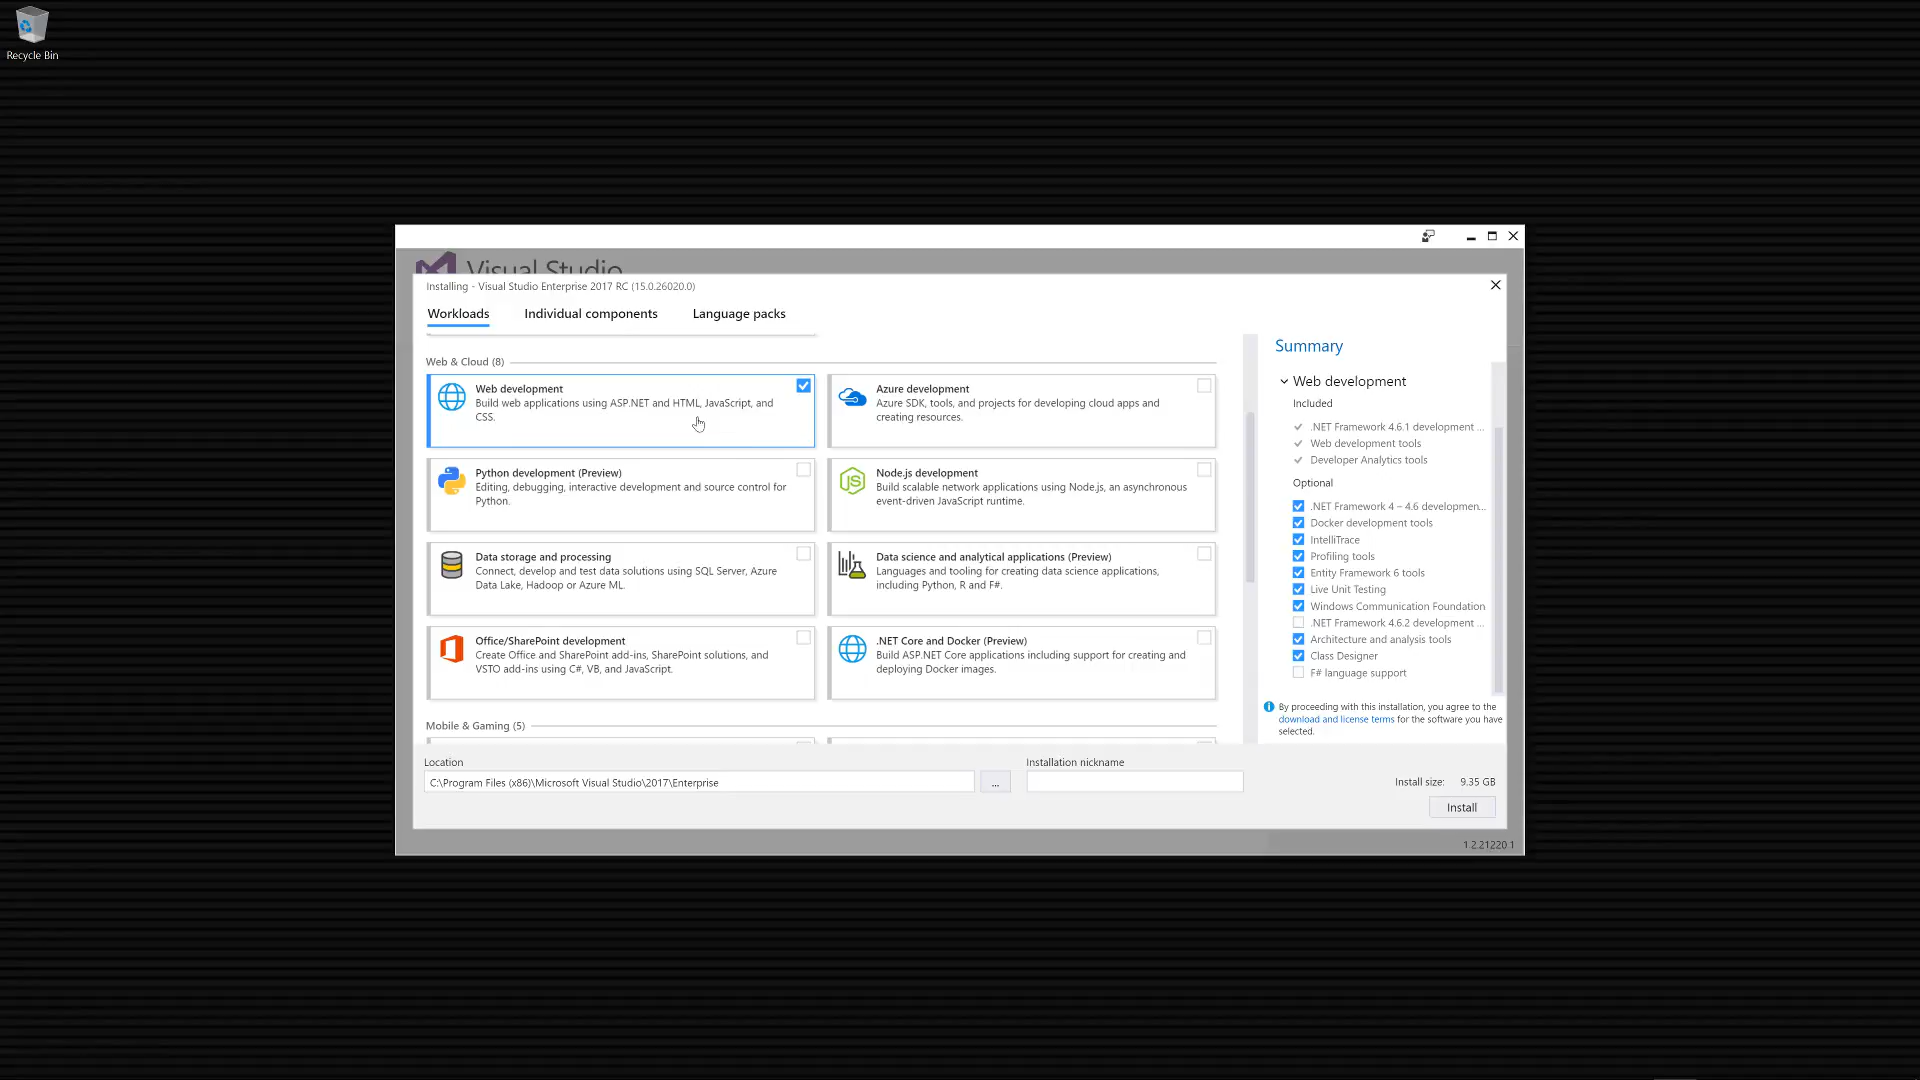 Recycle Bin
Visual Studio
Installing - Visual Studio Enterprise 2017 RC (15.0.26020.0)
Workloads
Individual components
Language packs
Web & Cloud (8)
Web development
Build web applications using ASP.NET and HTML, JavaScript, and
CSS.
Azure development
Azure SDK, tools, and projects for developing cloud apps and
creating resources.
Python development (Preview)
Editing, debugging, interactive development and source control for
Python.
Node.js development
Build scalable network applications using Node.js, an asynchronous
event-driven JavaScript runtime.
Data storage and processing
Connect, develop and test data solutions using SQL Server, Azure
Data Lake, Hadoop or Azure ML.
Data science and analytical applications (Preview)
Languages and tooling for creating data science applications,
including Python, R and F#.
Office/SharePoint development
Create Office and SharePoint add-ins, SharePoint solutions, and
VSTO add-ins using C#, VB, and JavaScript.
.NET Core and Docker (Preview)
Build ASP.NET Core applications including support for creating and
deploying Docker images.
Mobile & Gaming (5)
Summary
Web development
Included
.NET Framework 4.6.1 development ...
Web development tools
Developer Analytics tools
Optional
.NET Framework 4 – 4.6 developmen...
Docker development tools
IntelliTrace
Profiling tools
Entity Framework 6 tools
Live Unit Testing
Windows Communication Foundation
.NET Framework 4.6.2 development ...
Architecture and analysis tools
Class Designer
F# language support
By proceeding with this installation, you agree to the
download and license terms for the software you have
selected.
Location
C:\Program Files (x86)\Microsoft Visual Studio\2017\Enterprise
...
Installation nickname
Install size: 9.35 GB
Install
1.2.21220.1